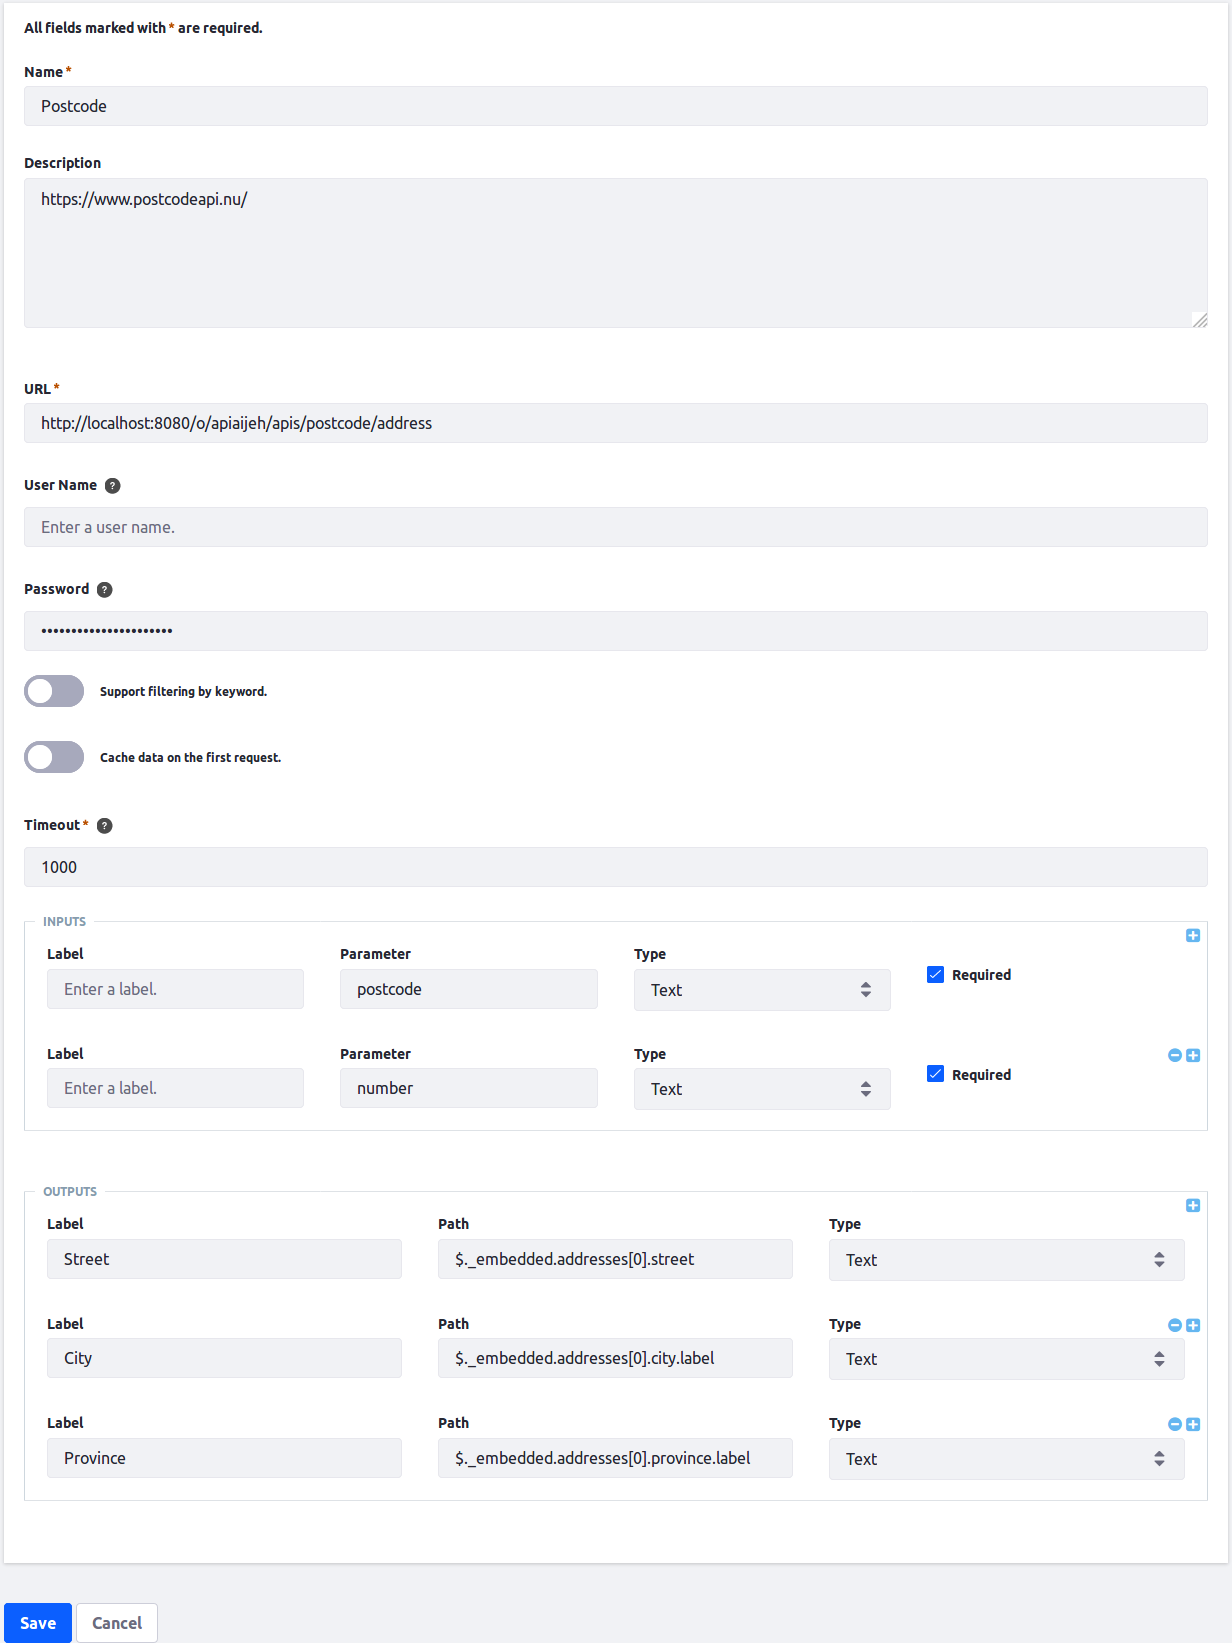 All fields marked with * are required.
Name *
Postcode
Description
https://www.postcodeapi.nu/
URL *
http://localhost:8080/o/apiaijeh/apis/postcode/address
User Name ?
Enter a user name.
Password ?
••••••••••••••••••••••
Support filtering by keyword.
Cache data on the first request.
Timeout * ?
1000
INPUTS
Label Parameter Type
Enter a label. postcode Text Required
Label Parameter Type
Enter a label. number Text Required
OUTPUTS
Label Path Type
Street $._embedded.addresses[0].street Text
Label Path Type
City $._embedded.addresses[0].city.label Text
Label Path Type
Province $._embedded.addresses[0].province.label Text
Save Cancel